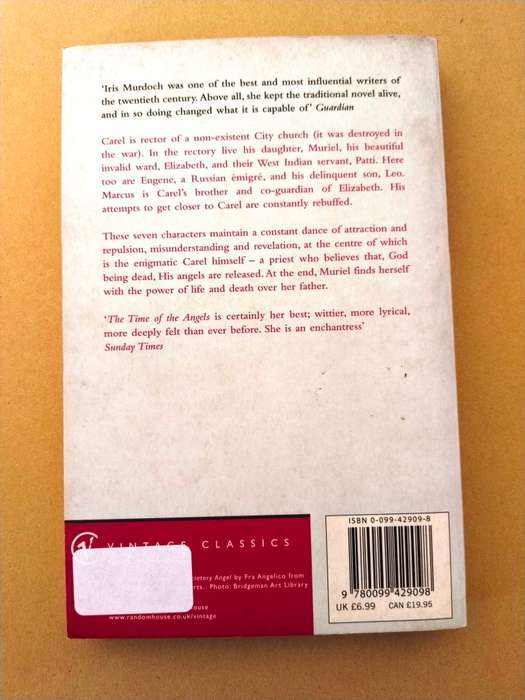 ‘Iris Murdoch was one of the best and most influential writers of
the twentieth century. Above all, she kept the traditional novel alive,
and in so doing changed what it is capable of’ Guardian
Carel is rector of a non-existent City church (it was destroyed in
the war). In the rectory live his daughter, Muriel, his beautiful
invalid ward, Elizabeth, and their West Indian servant, Patti. Here
too are Eugene, a Russian émigré, and his delinquent son, Leo.
Marcus is Carel's brother and co-guardian of Elizabeth. His
attempts to get closer to Carel are constantly rebuffed.
These seven characters maintain a constant dance of attraction and
repulsion, misunderstanding and revelation, at the centre of which
is the enigmatic Carel himself – a priest who believes that, God
being dead, His angels are released. At the end, Muriel finds herself
with the power of life and death over her father.
‘The Time of the Angels is certainly her best; wittier, more lyrical,
more deeply felt than ever before. She is an enchantress’
Sunday Times
VINTAGE CLASSICS
Angel by Fra Angelico from
Photo: Bridgeman Art Library
www.randomhouse.co.uk/vintage
ISBN 0-099-42909-8
9 780099 429098
UK £6.99 CAN £19.95